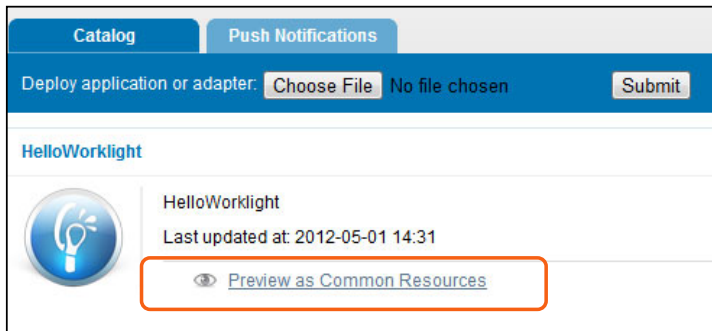 Catalog Push Notifications
Deploy application or adapter: Choose File No file chosen Submit
HelloWorklight
HelloWorklight
Last updated at: 2012-05-01 14:31
Preview as Common Resources